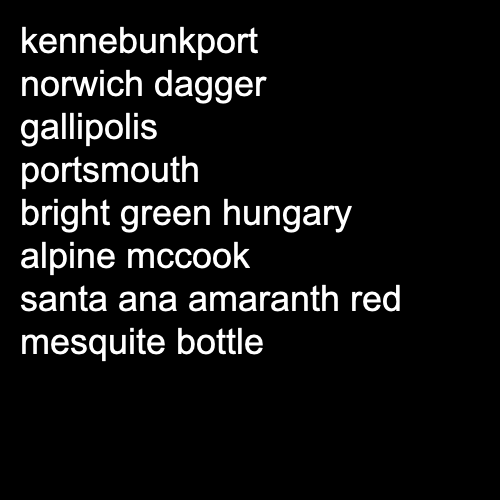 kennebunkport
norwich dagger
gallipolis
portsmouth
bright green hungary
alpine mccook
santa ana amaranth red
mesquite bottle